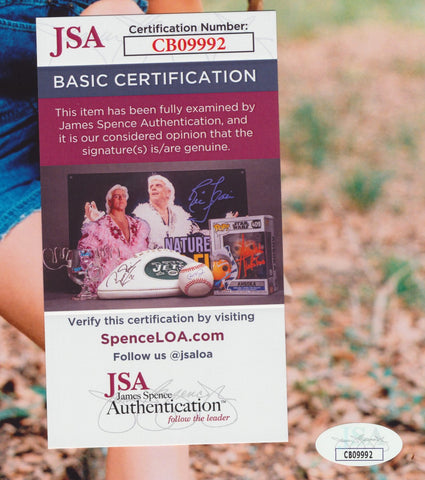 JSA
Certification Number:
CB09992
BASIC CERTIFICATION
This item has been fully examined by
James Spence Authentication, and
it is our considered opinion that the
signature(s) is/are genuine.
NATURE
JETS
Verify this certification by visiting
SpenceLOA.com
Follow us @jsaloa
JSA
James Spence
Authentication™
follow the leader
JSA
CB09992